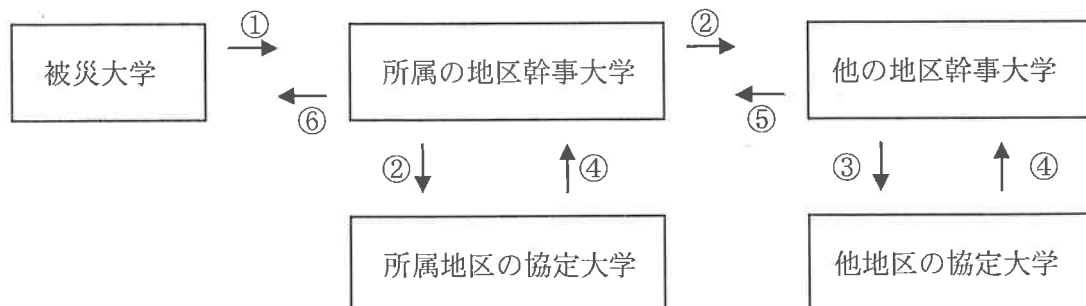 ① ②
被災大学 所属の地区幹事大学 他の地区幹事大学
⑥ ⑤
② ④ ③ ④
所属地区の協定大学 他地区の協定大学